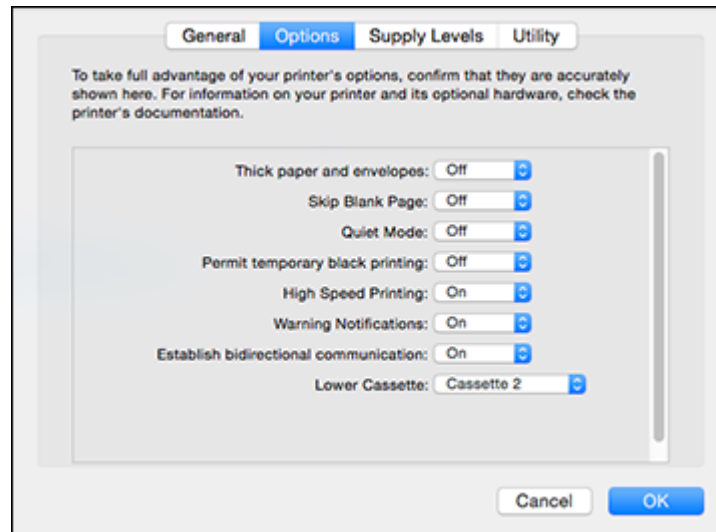 General Options Supply Levels Utility
To take full advantage of your printer's options, confirm that they are accurately
shown here. For information on your printer and its optional hardware, check the
printer's documentation.
Thick paper and envelopes: Off
Skip Blank Page: Off
Quiet Mode: Off
Permit temporary black printing: Off
High Speed Printing: On
Warning Notifications: On
Establish bidirectional communication: On
Lower Cassette: Cassette 2
Cancel OK